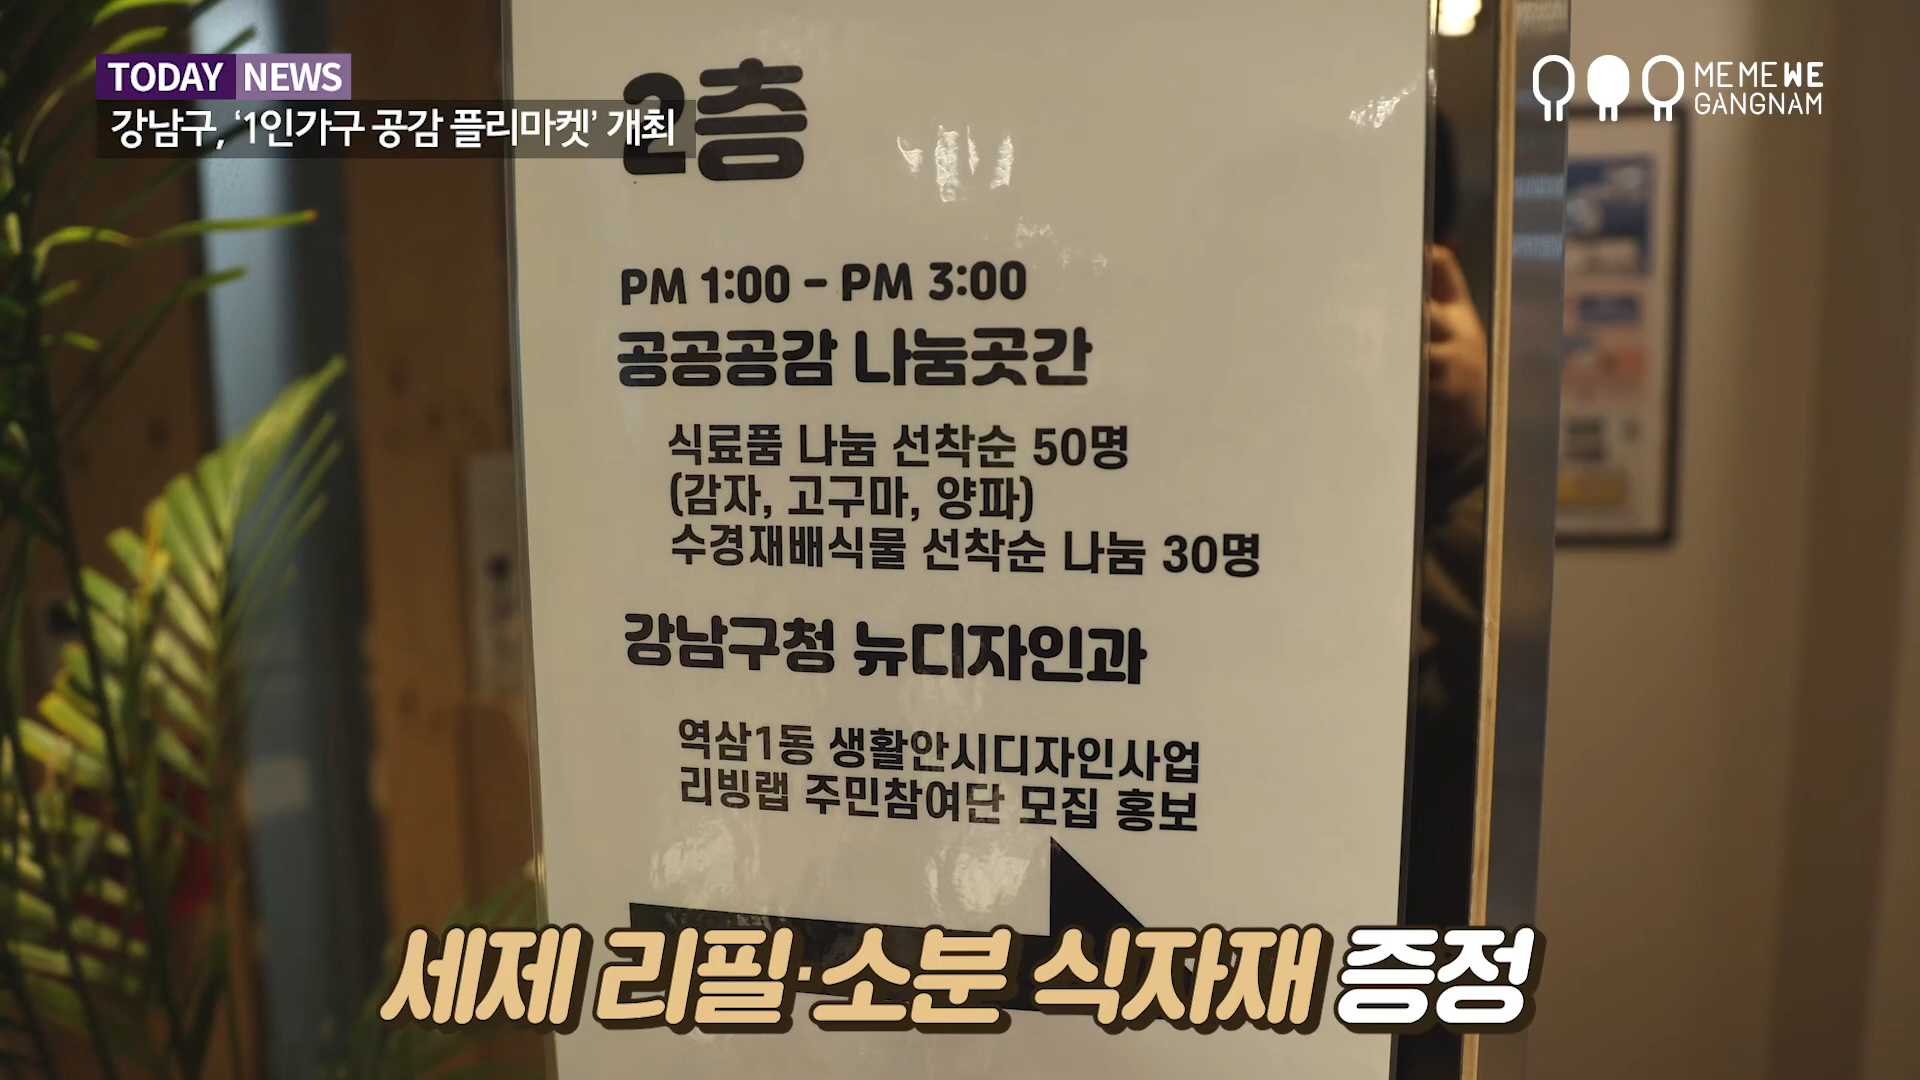 TODAY NEWS
강남구, ‘1인가구 공감 플리마켓’ 개최
MEMEWE
GANGNAM
2층
PM 1:00 – PM 3:00
공공공감 나눔곳간
식료품 나눔 선착순 50명
(감자, 고구마, 양파)
수경재배식물 선착순 나눔 30명
강남구청 뉴디자인과
역삼1동 생활안심디자인사업
리빙랩 주민참여단 모집 홍보
세제 리필·소분 식자재 증정